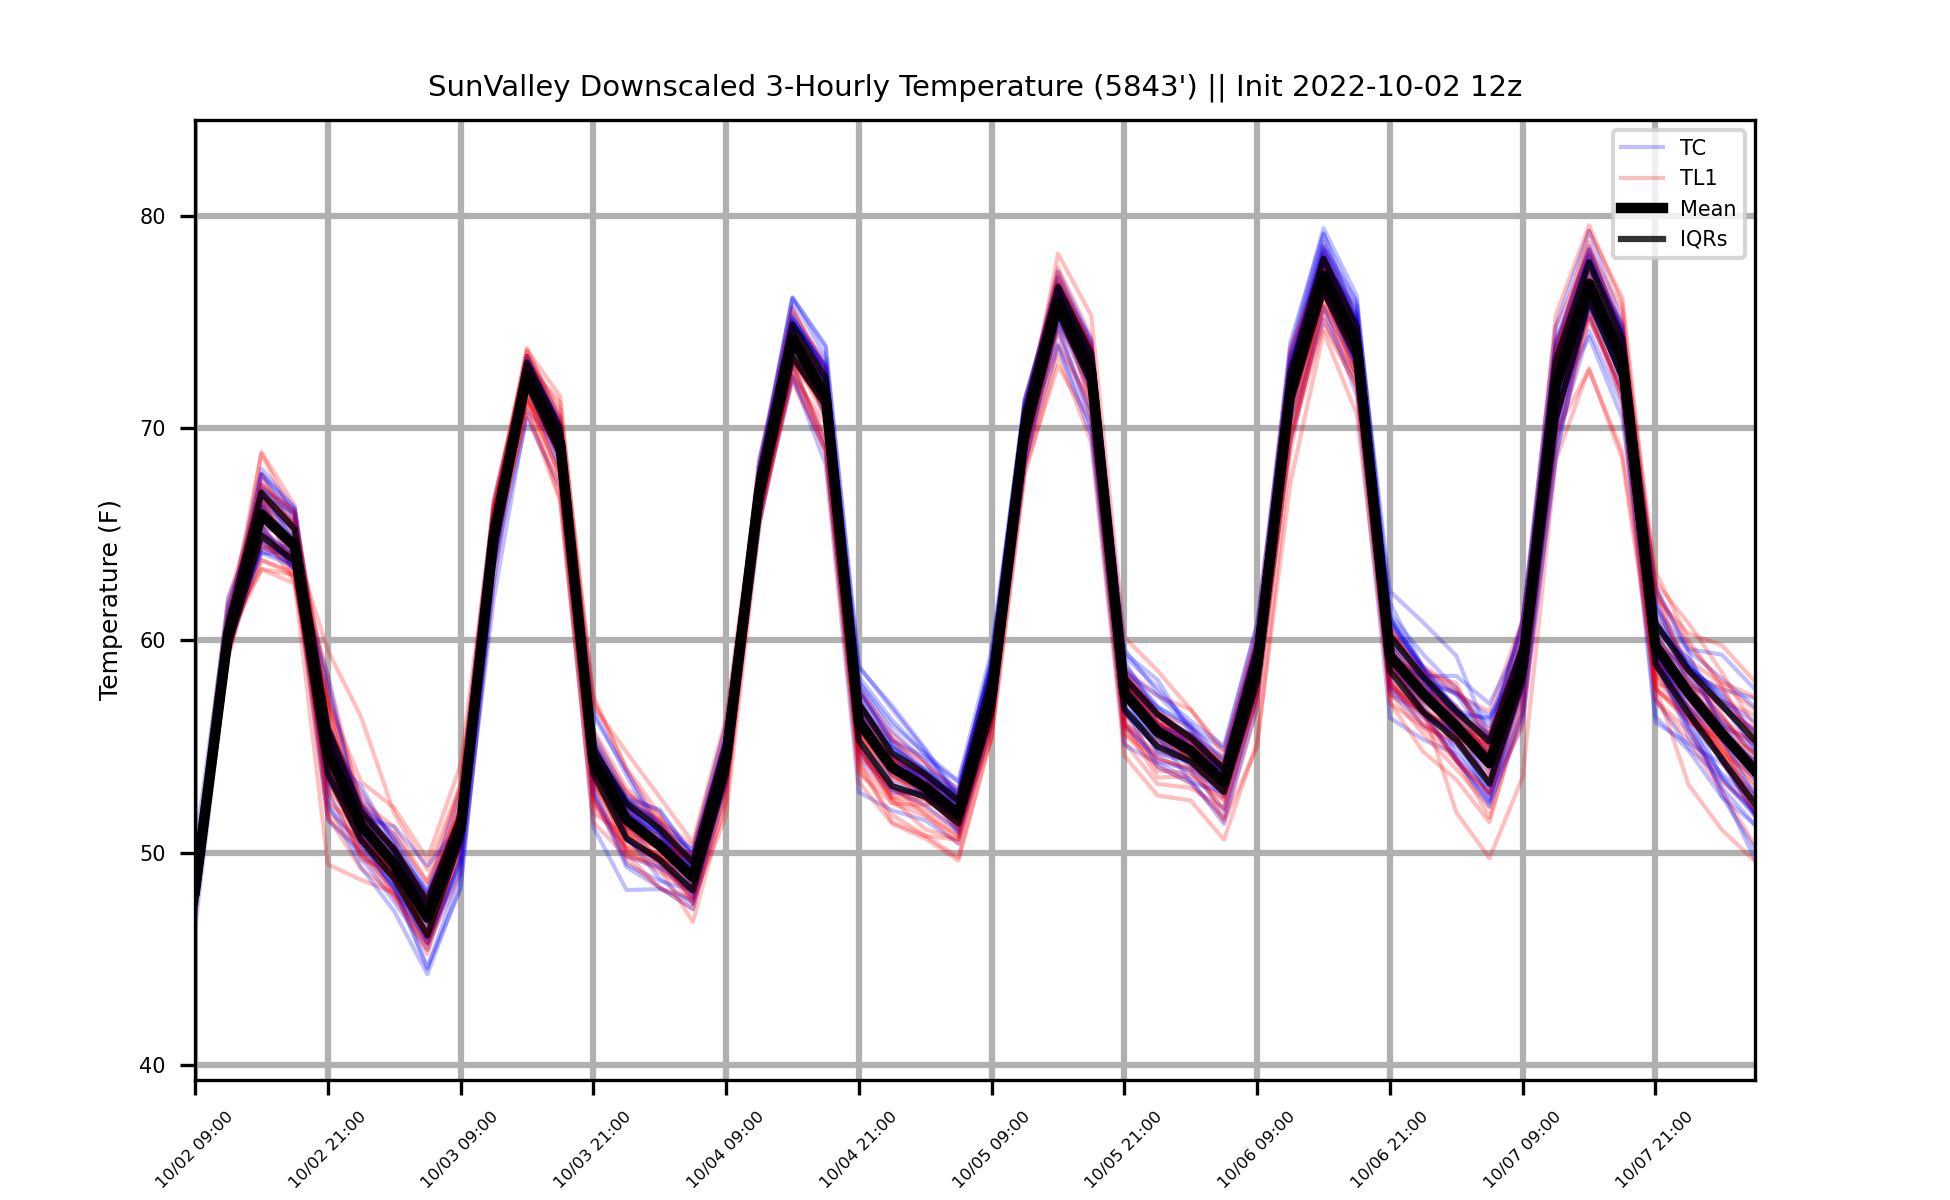 SunValley Downscaled 3-Hourly Temperature (5843') || Init 2022-10-02 12z
TC
TL1
Mean
IQRs
Temperature (F)
80
70
60
50
40
10/02 09:00
10/02 21:00
10/03 09:00
10/03 21:00
10/04 09:00
10/04 21:00
10/05 09:00
10/05 21:00
10/06 09:00
10/06 21:00
10/07 09:00
10/07 21:00